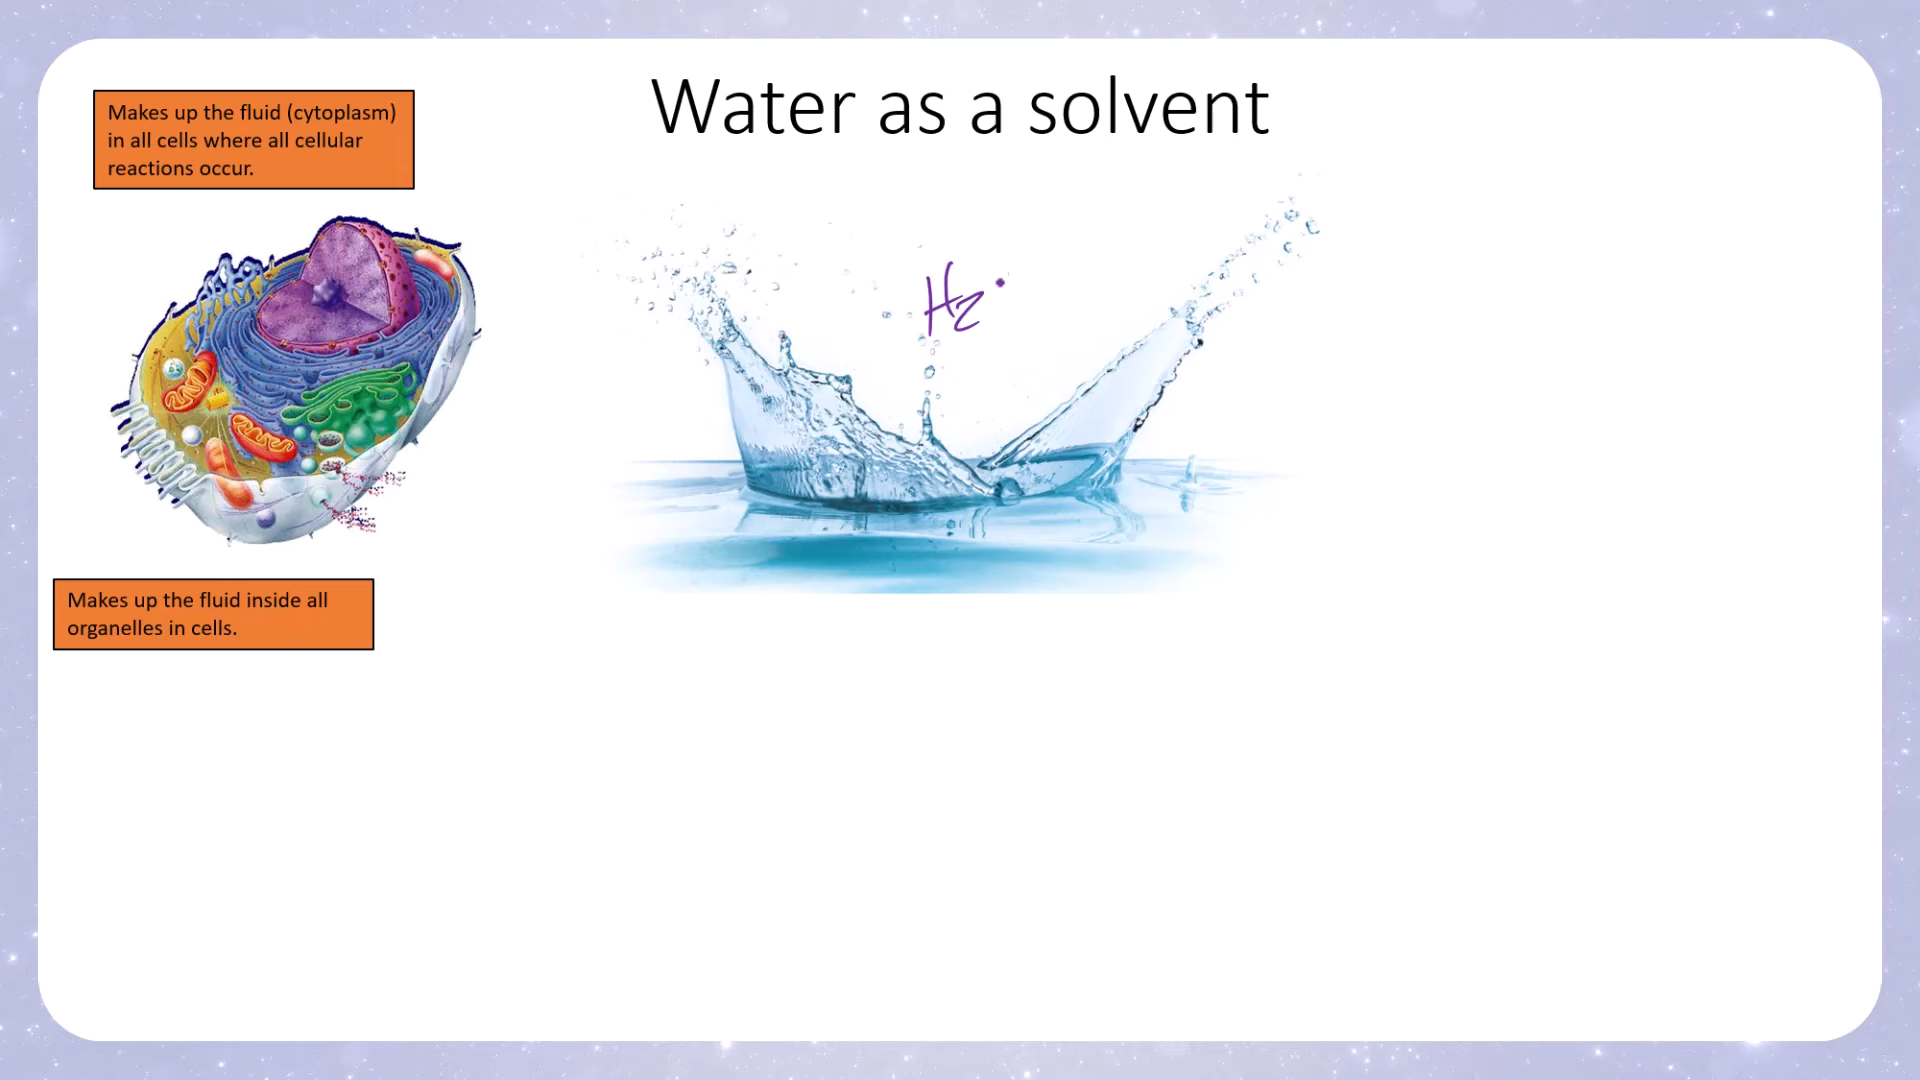 Water as a solvent
Makes up the fluid (cytoplasm)
in all cells where all cellular
reactions occur.
H2
Makes up the fluid inside all
organelles in cells.